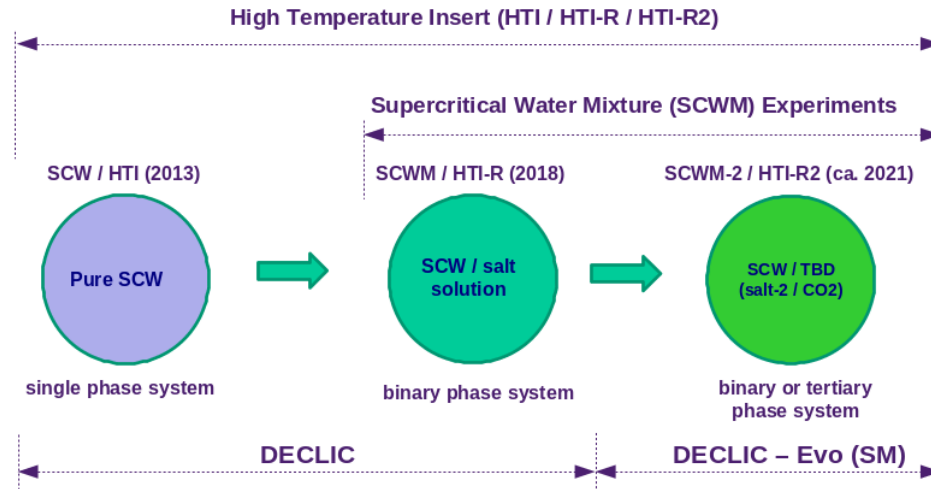 High Temperature Insert (HTI / HTI-R / HTI-R2)
Supercritical Water Mixture (SCWM) Experiments
SCW / HTI (2013)
SCWM / HTI-R (2018)
SCWM-2 / HTI-R2 (ca. 2021)
Pure SCW
SCW / salt
solution
SCW / TBD
(salt-2 / CO2)
single phase system
binary phase system
binary or tertiary
phase system
DECLIC
DECLIC – Evo (SM)